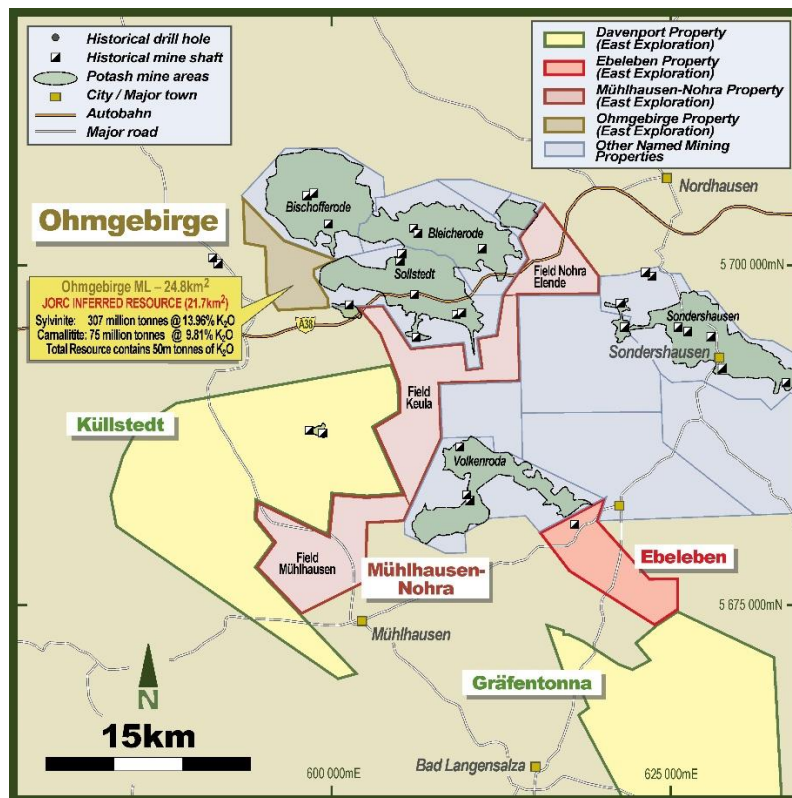 Historical drill hole
Historical mine shaft
Potash mine areas
City / Major town
Autobahn
Major road
Davenport Property
(East Exploration)
Ebeleben Property
(East Exploration)
Mühlhausen-Nohra Property
(East Exploration)
Ohmgebirge Property
(East Exploration)
Other Named Mining
Properties
Nordhausen
Bischofferode
Ohmgebirge
Bleicherode
Sollstedt
Field Nohra
Elende
5 700 000mN
Ohmgebirge ML – 24.8km²
JORC INFERRED RESOURCE (21.7km²)
Sylvinite: 307 million tonnes @ 13.96% K₂O
Carnallitite: 75 million tonnes @ 9.81% K₂O
Total Resource contains 50m tonnes of K₂O
A38
Sondershausen
Sondershausen
Field
Keula
Küllstedt
Volkenroda
Field
Mühlhausen
Mühlhausen-
Nohra
Ebeleben
5 675 000mN
Mühlhausen
Gräfentonna
N
15km
Bad Langensalza
600 000mE
625 000mE